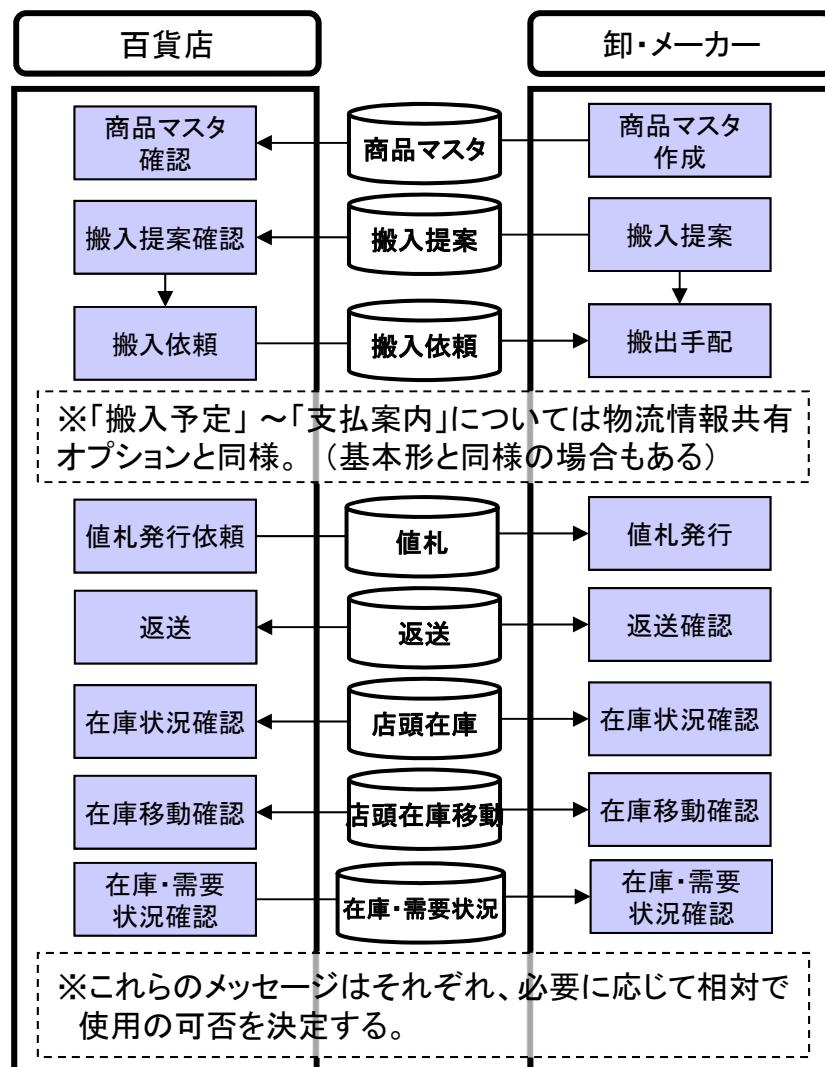 百貨店
卸・メーカー
商品マスタ
確認
商品マスタ
商品マスタ
作成
搬入提案確認
搬入提案
搬入提案
搬入依頼
搬入依頼
搬出手配
※「搬入予定」～「支払案内」については物流情報共有
オプションと同様。（基本形と同様の場合もある）
値札発行依頼
値札
値札発行
返送
返送
返送確認
在庫状況確認
店頭在庫
在庫状況確認
在庫移動確認
店頭在庫移動
在庫移動確認
在庫・需要
状況確認
在庫・需要状況
在庫・需要
状況確認
※これらのメッセージはそれぞれ、必要に応じて相対で
使用の可否を決定する。